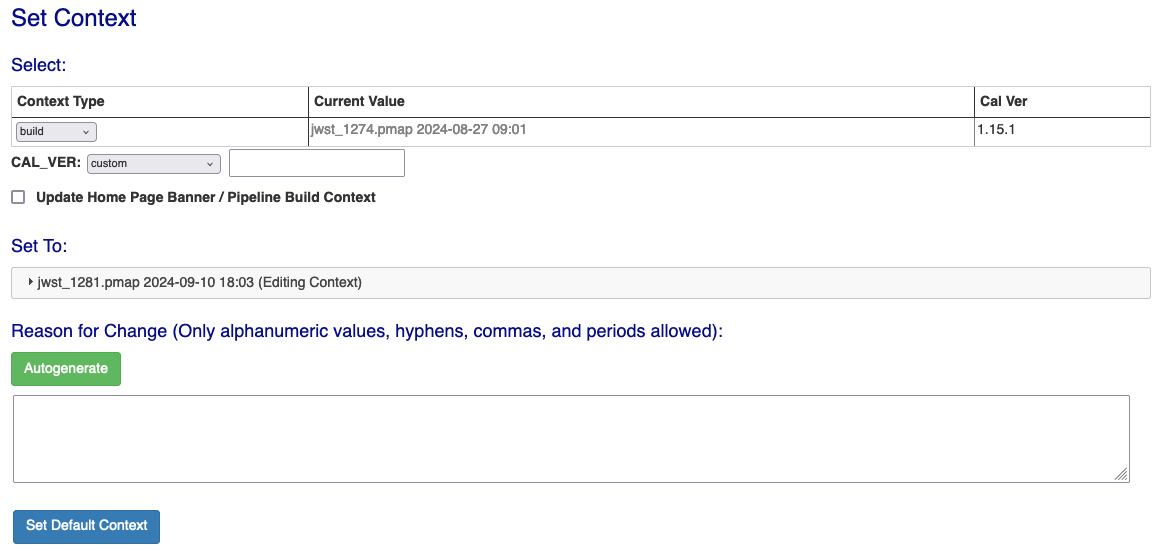 Set Context
Select:
Context Type Current Value Cal Ver
build jwst_1274.pmap 2024-08-27 09:01 1.15.1
CAL_VER: custom
Update Home Page Banner / Pipeline Build Context
Set To:
jwst_1281.pmap 2024-09-10 18:03 (Editing Context)
Reason for Change (Only alphanumeric values, hyphens, commas, and periods allowed):
Autogenerate
Set Default Context